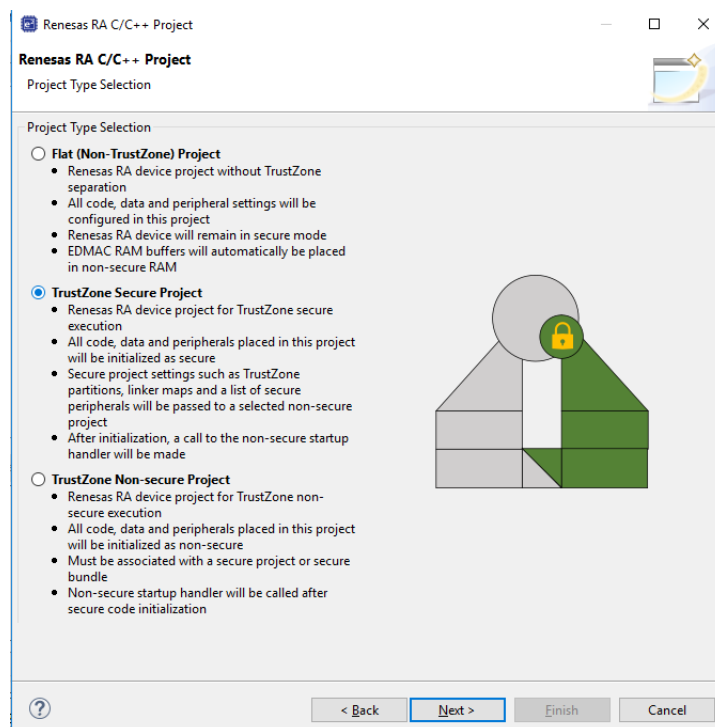 Renesas RA C/C++ Project
Renesas RA C/C++ Project
Project Type Selection
Project Type Selection
Flat (Non-TrustZone) Project
• Renesas RA device project without TrustZone
separation
• All code, data and peripheral settings will be
configured in this project
• Renesas RA device will remain in secure mode
• EDMAC RAM buffers will automatically be placed
in non-secure RAM
TrustZone Secure Project
• Renesas RA device project for TrustZone secure
execution
• All code, data and peripherals placed in this project
will be initialized as secure
• Secure project settings such as TrustZone
partitions, linker maps and a list of secure
peripherals will be passed to a selected non-secure
project
• After initialization, a call to the non-secure startup
handler will be made
TrustZone Non-secure Project
• Renesas RA device project for TrustZone non-
secure execution
• All code, data and peripherals placed in this project
will be initialized as non-secure
• Must be associated with a secure project or secure
bundle
• Non-secure startup handler will be called after
secure code initialization
? < Back Next > Finish Cancel